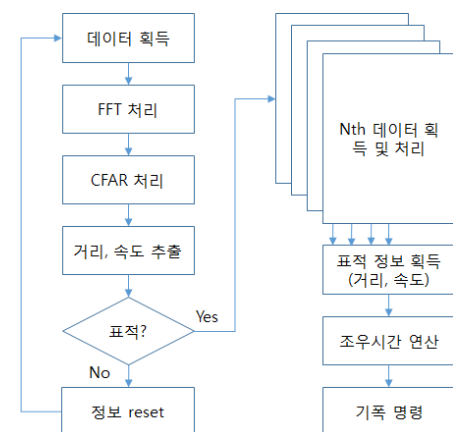 데이터 획득
FFT 처리
CFAR 처리
거리, 속도 추출
표적?
Yes
No
정보 reset
Nth 데이터 획
득 및 처리
표적 정보 획득
(거리, 속도)
조우시간 연산
기폭 명령